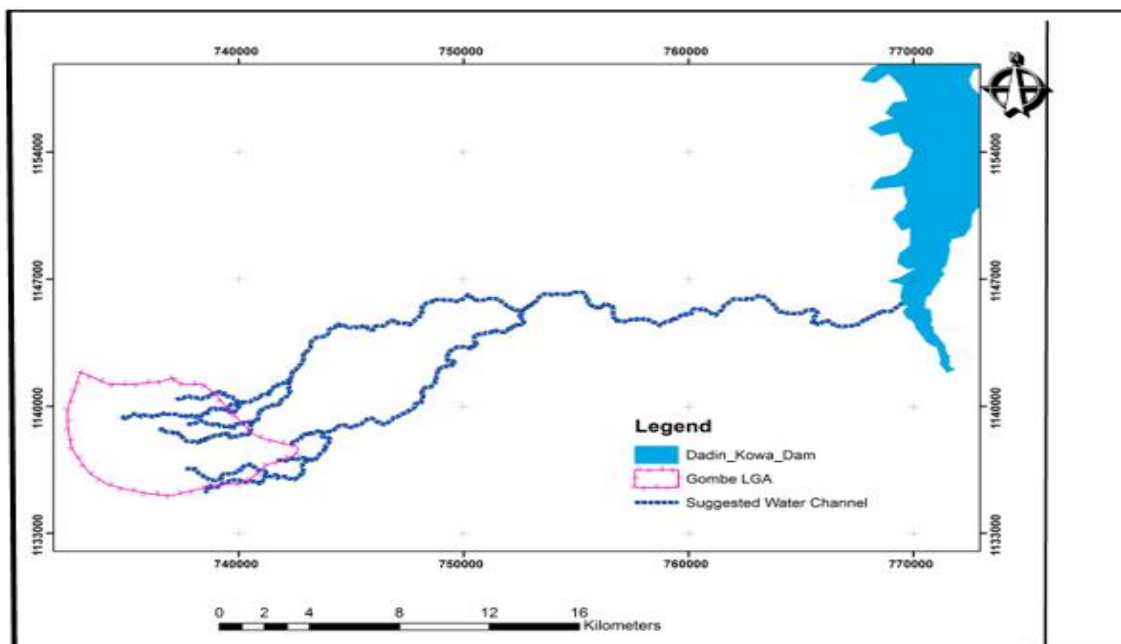 740000 750000 760000 770000
1154000 1154000
1147000 1147000
1140000 1140000
1133000 1133000
Legend
Dadin_Kowa_Dam
Gombe LGA
Suggested Water Channel
740000 750000 760000 770000
0 2 4 8 12 16
Kilometers